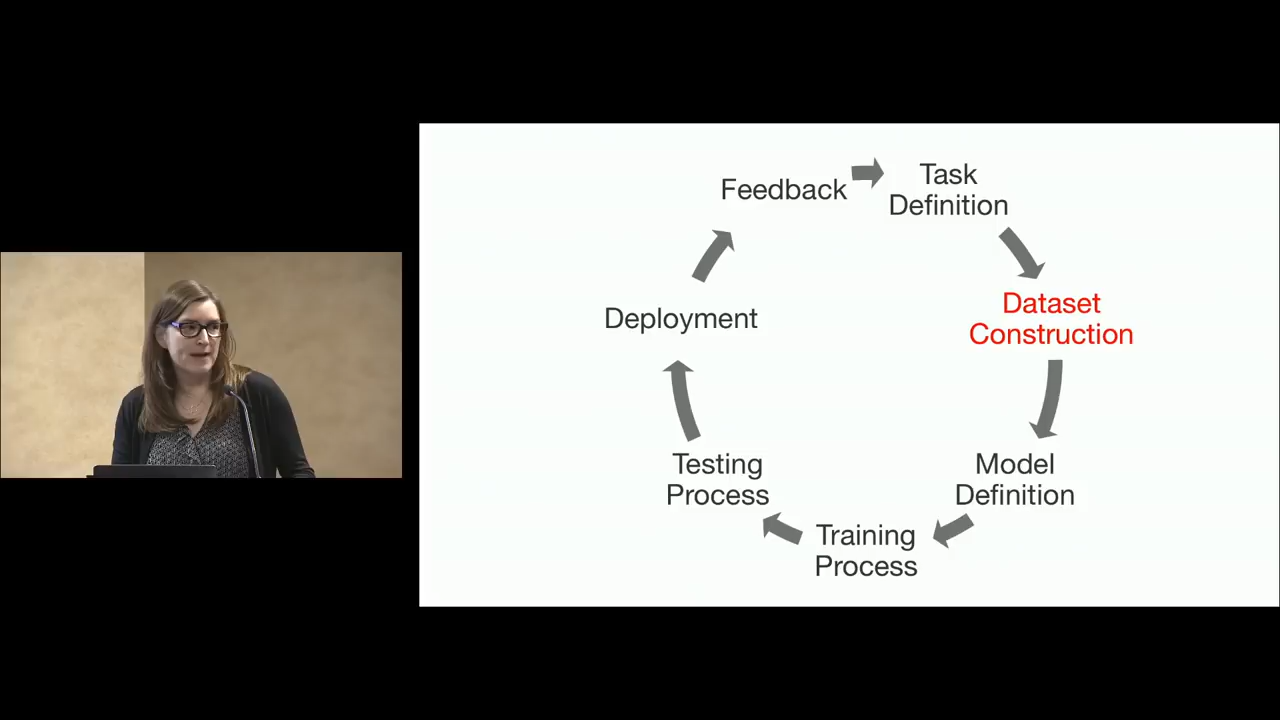 Feedback
Task
Definition
Dataset
Construction
Model
Definition
Training
Process
Testing
Process
Deployment